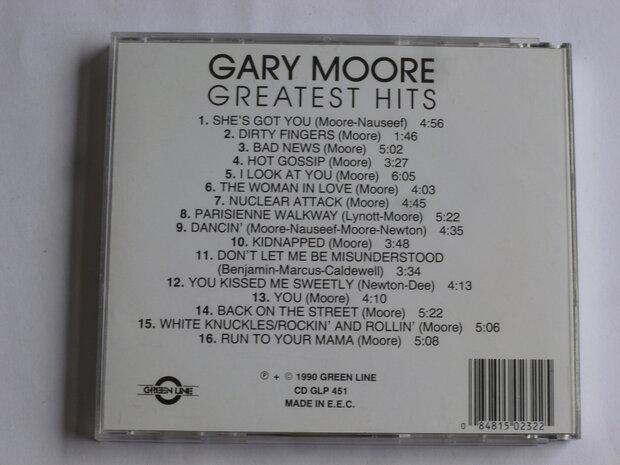 GARY MOORE
GREATEST HITS
1. SHE'S GOT YOU (Moore-Nauseef) 4:56
2. DIRTY FINGERS (Moore) 1:46
3. BAD NEWS (Moore) 5:02
4. HOT GOSSIP (Moore) 3:27
5. I LOOK AT YOU (Moore) 6:05
6. THE WOMAN IN LOVE (Moore) 4:03
7. NUCLEAR ATTACK (Moore) 4:45
8. PARISIENNE WALKWAY (Lynott-Moore) 5:22
9. DANCIN' (Moore-Nauseef-Moore-Newton) 4:35
10. KIDNAPPED (Moore) 3:48
11. DON'T LET ME BE MISUNDERSTOOD
(Benjamin-Marcus-Caldewell) 3:34
12. YOU KISSED ME SWEETLY (Newton-Dee) 4:13
13. YOU (Moore) 4:10
14. BACK ON THE STREET (Moore) 5:22
15. WHITE KNUCKLES/ROCKIN' AND ROLLIN' (Moore) 5:06
16. RUN TO YOUR MAMA (Moore) 5:08
GREEN LINE
℗ + © 1990 GREEN LINE
CD GLP 451
MADE IN E.E.C.
0 84815 02322